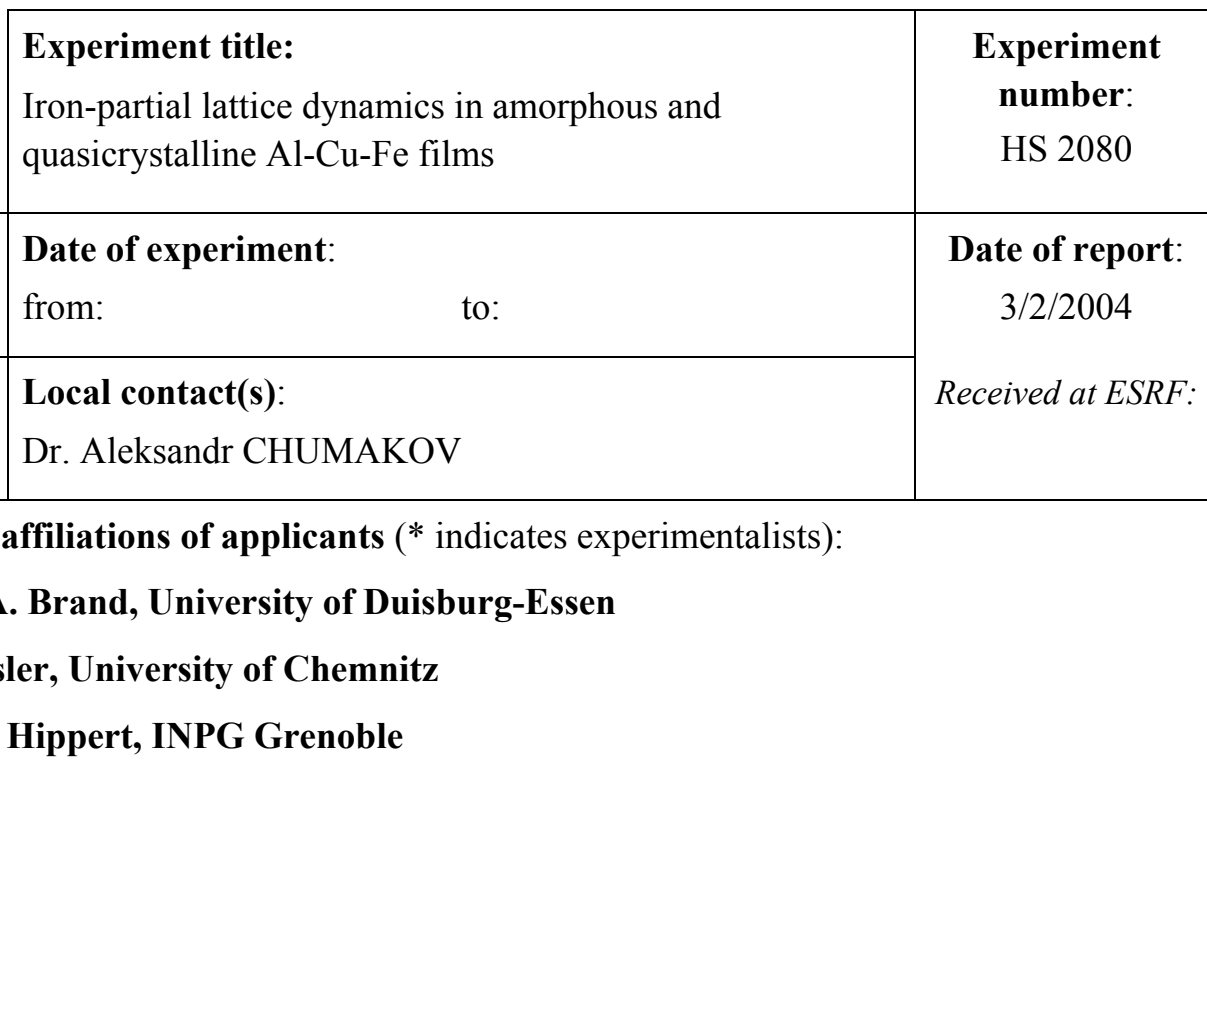 Experiment title:
Iron-partial lattice dynamics in amorphous and
quasicrystalline Al-Cu-Fe films
Experiment
number:
HS 2080
Date of experiment:
from: to:
Date of report:
3/2/2004
Local contact(s):
Dr. Aleksandr CHUMAKOV
Received at ESRF:
affiliations of applicants (* indicates experimentalists):
A. Brand, University of Duisburg-Essen
sler, University of Chemnitz
Hippert, INPG Grenoble